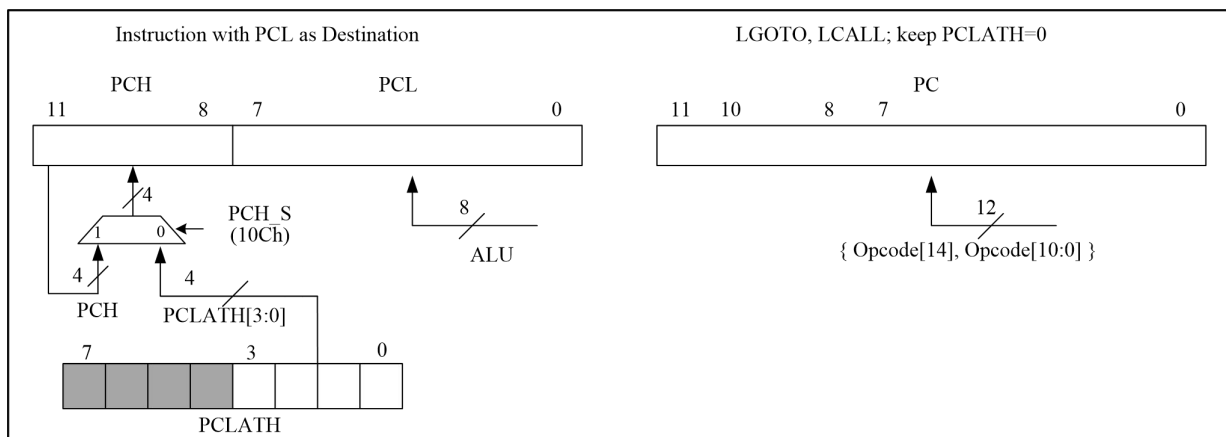 Instruction with PCL as Destination
LGOTO, LCALL; keep PCLATH=0
PCH
PCL
PC
11
8
7
0
11
10
8
7
0
4
PCH_S
(10Ch)
1
0
8
ALU
12
{ Opcode[14], Opcode[10:0] }
4
4
PCH
PCLATH[3:0]
7
3
0
PCLATH